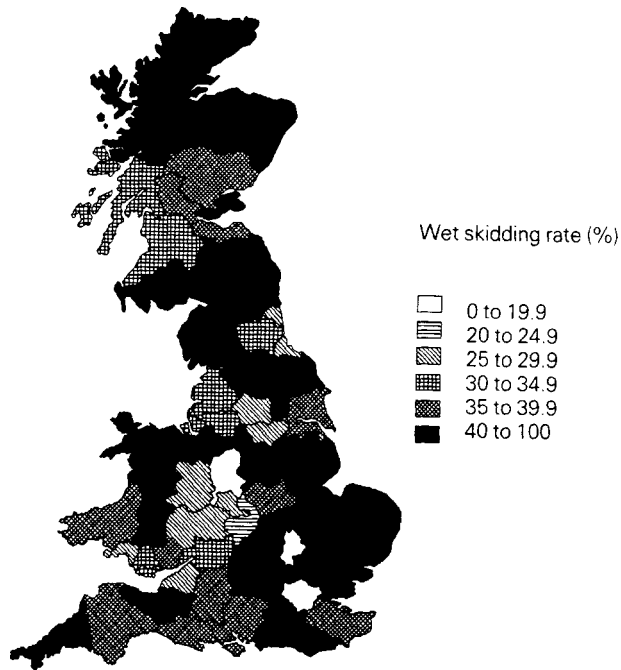 Wet skidding rate (%)
0 to 19.9
20 to 24.9
25 to 29.9
30 to 34.9
35 to 39.9
40 to 100